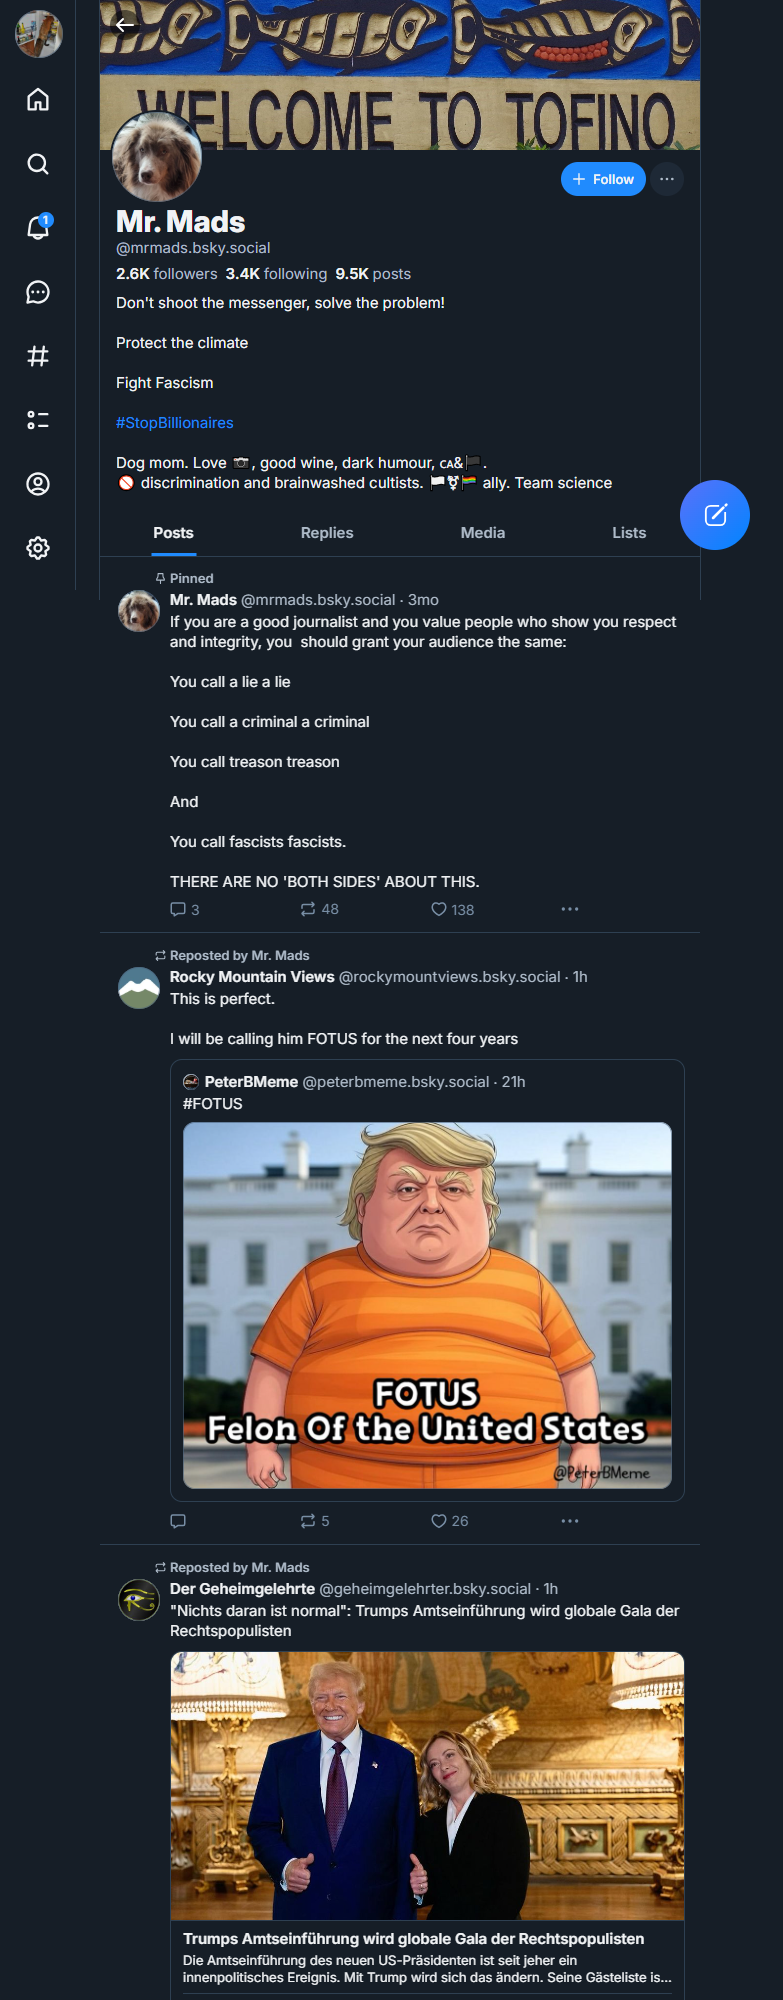 WELCOME TO TOFINO
1
Follow
Mr. Mads
@mrmads.bsky.social
2.6K followers 3.4K following 9.5K posts
Don't shoot the messenger, solve the problem!
Protect the climate
Fight Fascism
#StopBillionaires
Dog mom. Love 📷, good wine, dark humour, ᴄᴀ&🏴.
🚫 discrimination and brainwashed cultists. 🏳️‍⚧️🏳️‍🌈 ally. Team science
Posts Replies Media Lists
Pinned
Mr. Mads @mrmads.bsky.social · 3mo
If you are a good journalist and you value people who show you respect
and integrity, you  should grant your audience the same:
You call a lie a lie
You call a criminal a criminal
You call treason treason
And
You call fascists fascists.
THERE ARE NO 'BOTH SIDES' ABOUT THIS.
3 48 138
Reposted by Mr. Mads
Rocky Mountain Views @rockymountviews.bsky.social · 1h
This is perfect.
I will be calling him FOTUS for the next four years
PeterBMeme @peterbmeme.bsky.social · 21h
#FOTUS
FOTUS
Felon Of the United States
@PeterBMeme
5 26
Reposted by Mr. Mads
Der Geheimgelehrte @geheimgelehrter.bsky.social · 1h
"Nichts daran ist normal": Trumps Amtseinführung wird globale Gala der
Rechtspopulisten
Trumps Amtseinführung wird globale Gala der Rechtspopulisten
Die Amtseinführung des neuen US-Präsidenten ist seit jeher ein
innenpolitisches Ereignis. Mit Trump wird sich das ändern. Seine Gästeliste is...